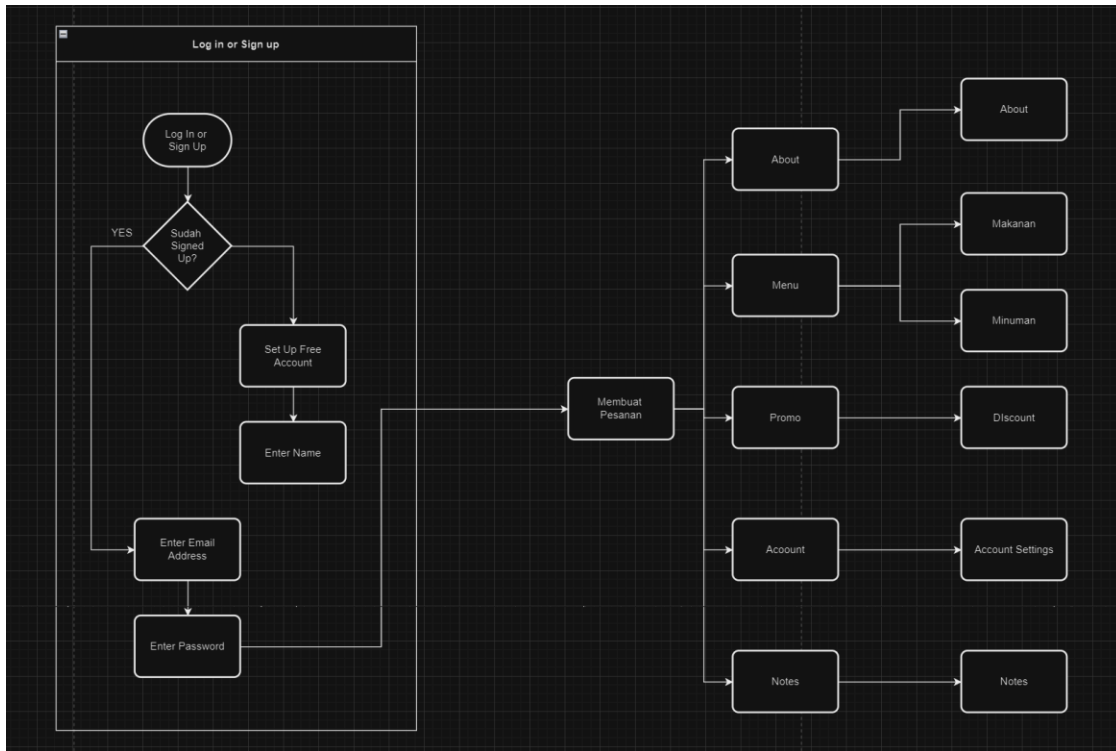 Log in or Sign up
Log In or
Sign Up
YES
Sudah
Signed
Up?
Set Up Free
Account
Enter Name
Enter Email
Address
Enter Password
Membuat
Pesanan
About
About
Menu
Makanan
Minuman
Promo
DIscount
Acoount
Account Settings
Notes
Notes